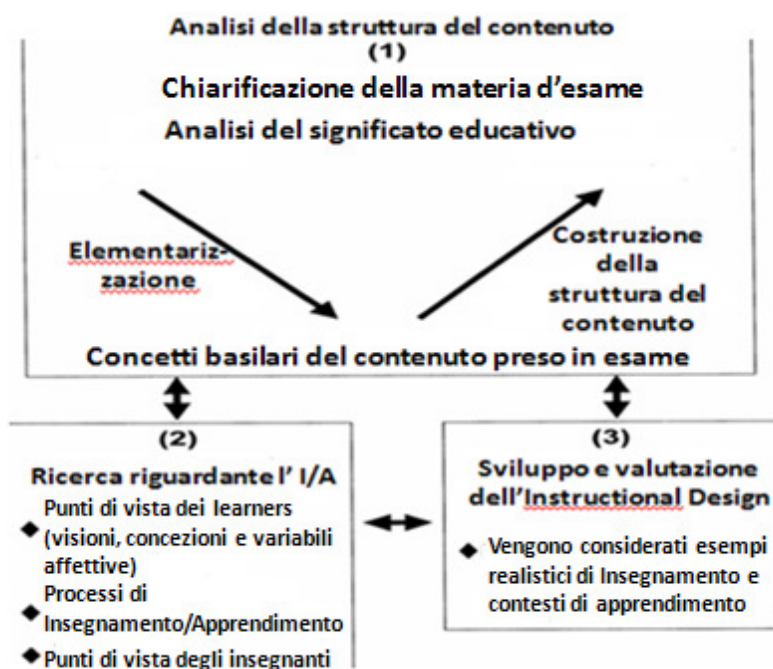 Analisi della struttura del contenuto
(1)
Chiarificazione della materia d'esame
Analisi del significato educativo
Elementariz-
zazione
Costruzione
della
struttura del
contenuto
Concetti basilari del contenuto preso in esame
(2)
Ricerca riguardante l' I/A
◆ Punti di vista dei learners
(visioni, concezioni e variabili
affettive)
◆ Processi di
Insegnamento/Apprendimento
◆ Punti di vista degli insegnanti
(3)
Sviluppo e valutazione
dell'Instructional Design
◆ Vengono considerati esempi
realistici di Insegnamento e
contesti di apprendimento